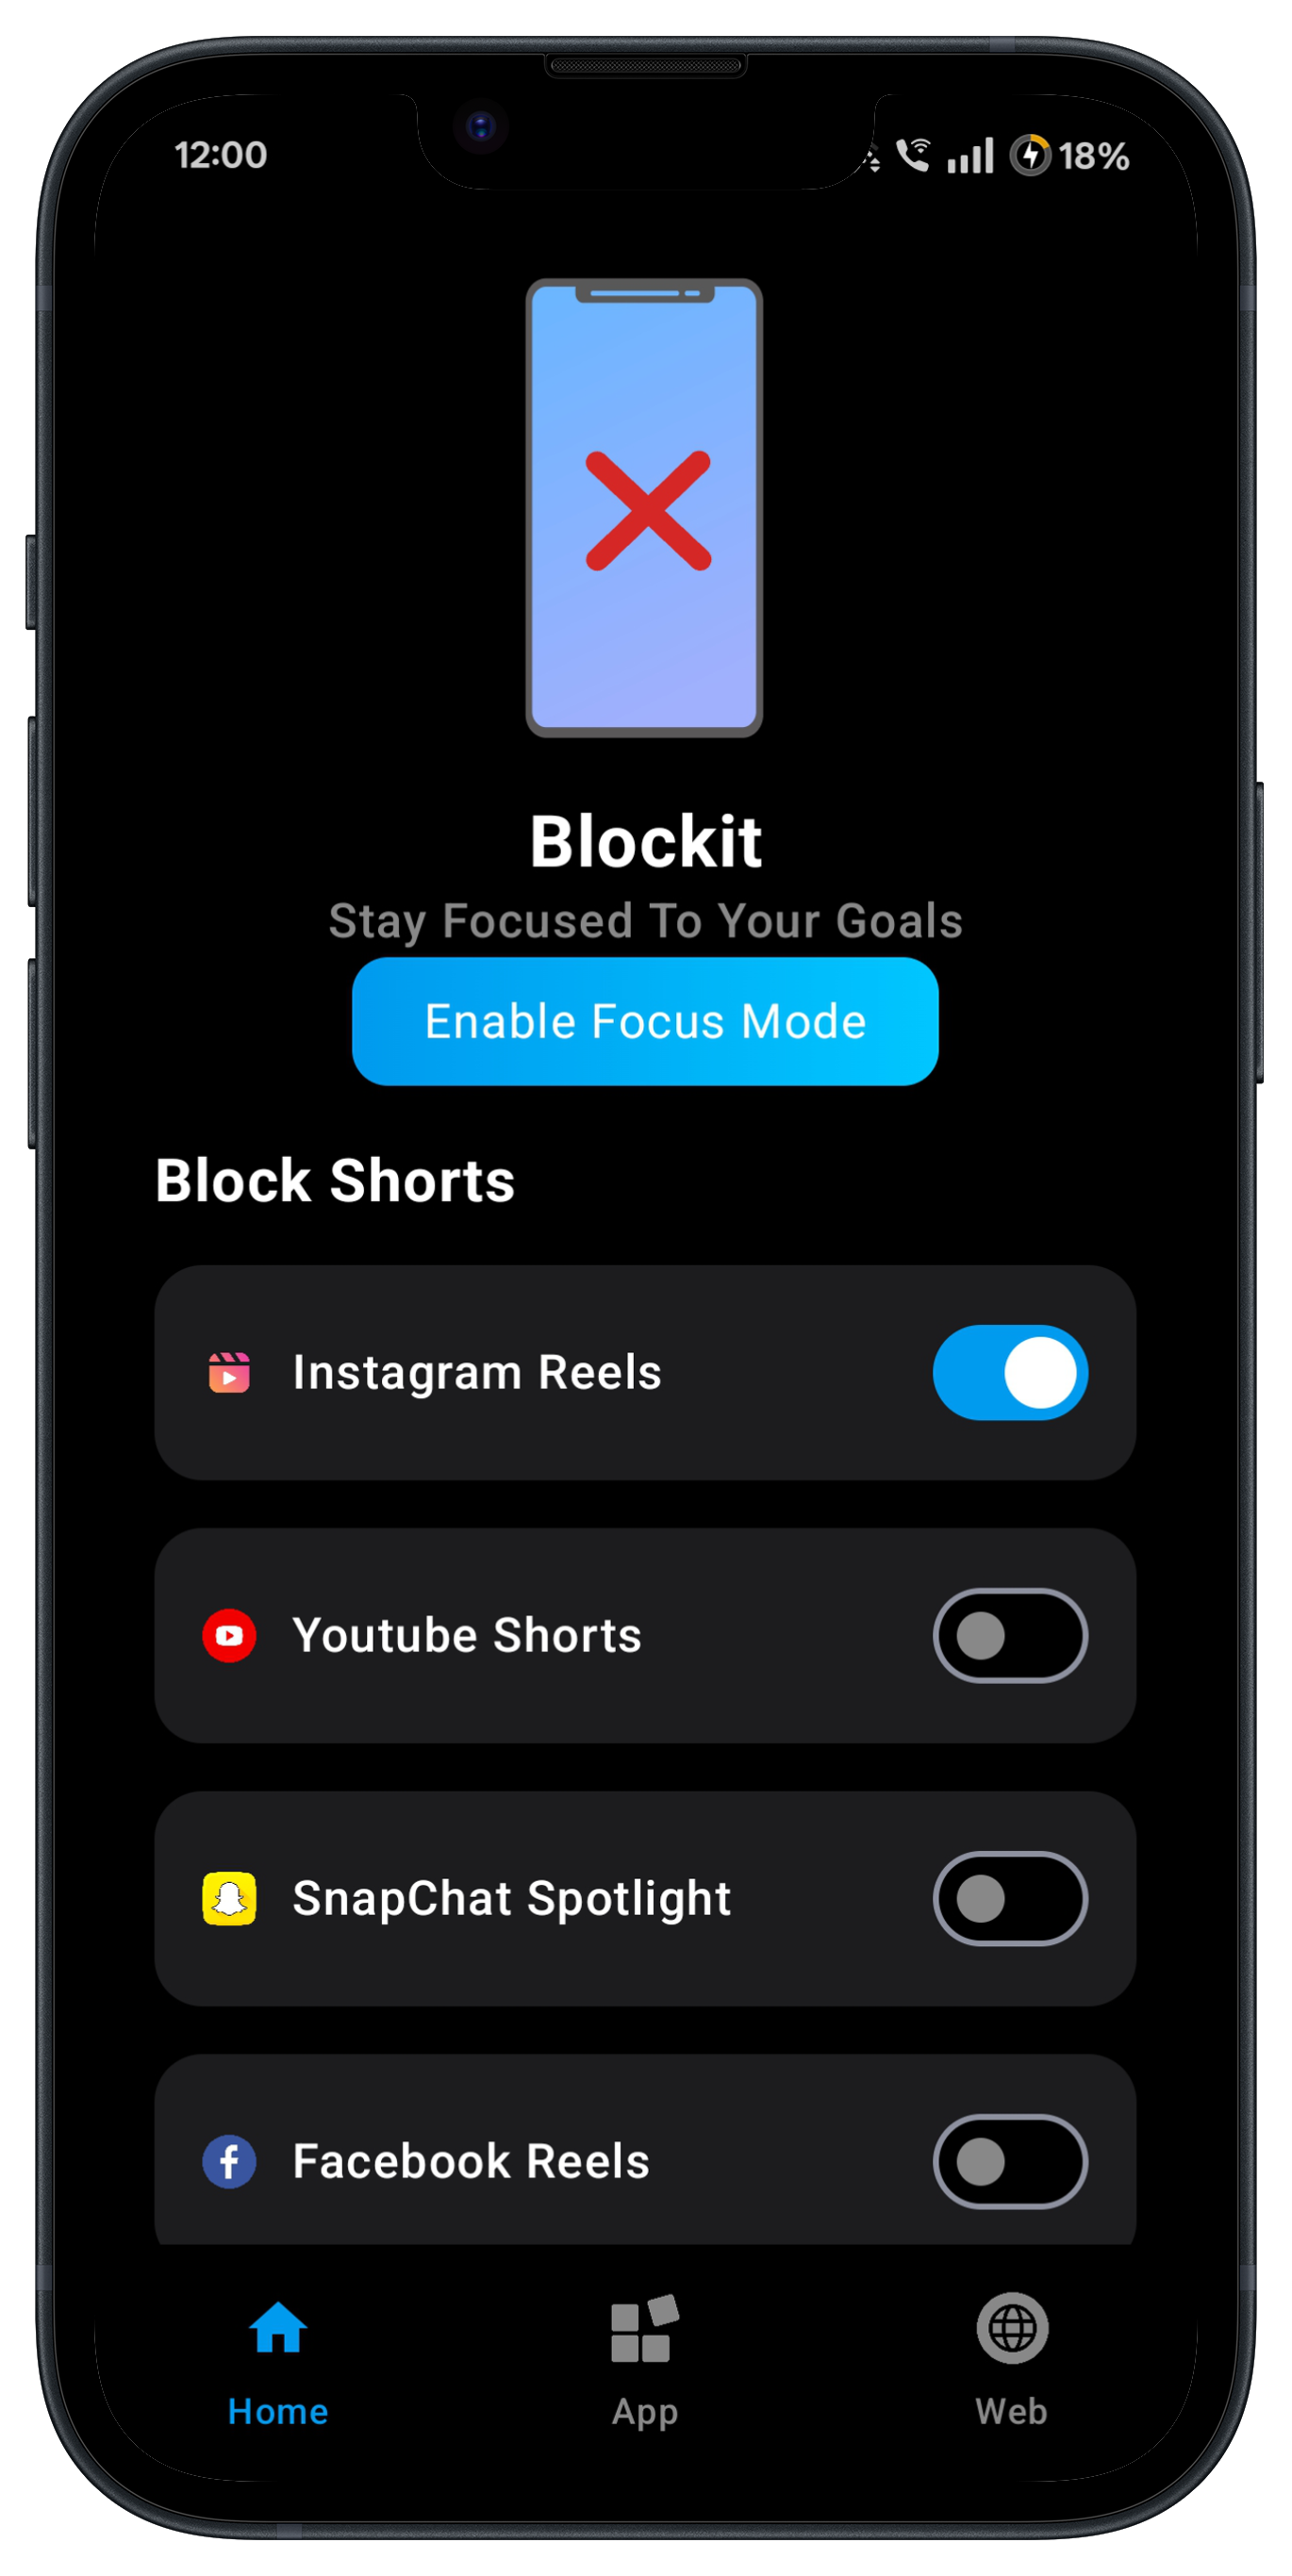 12:00
18%
Blockit
Stay Focused To Your Goals
Enable Focus Mode
Block Shorts
Instagram Reels
Youtube Shorts
SnapChat Spotlight
Facebook Reels
Home
App
Web